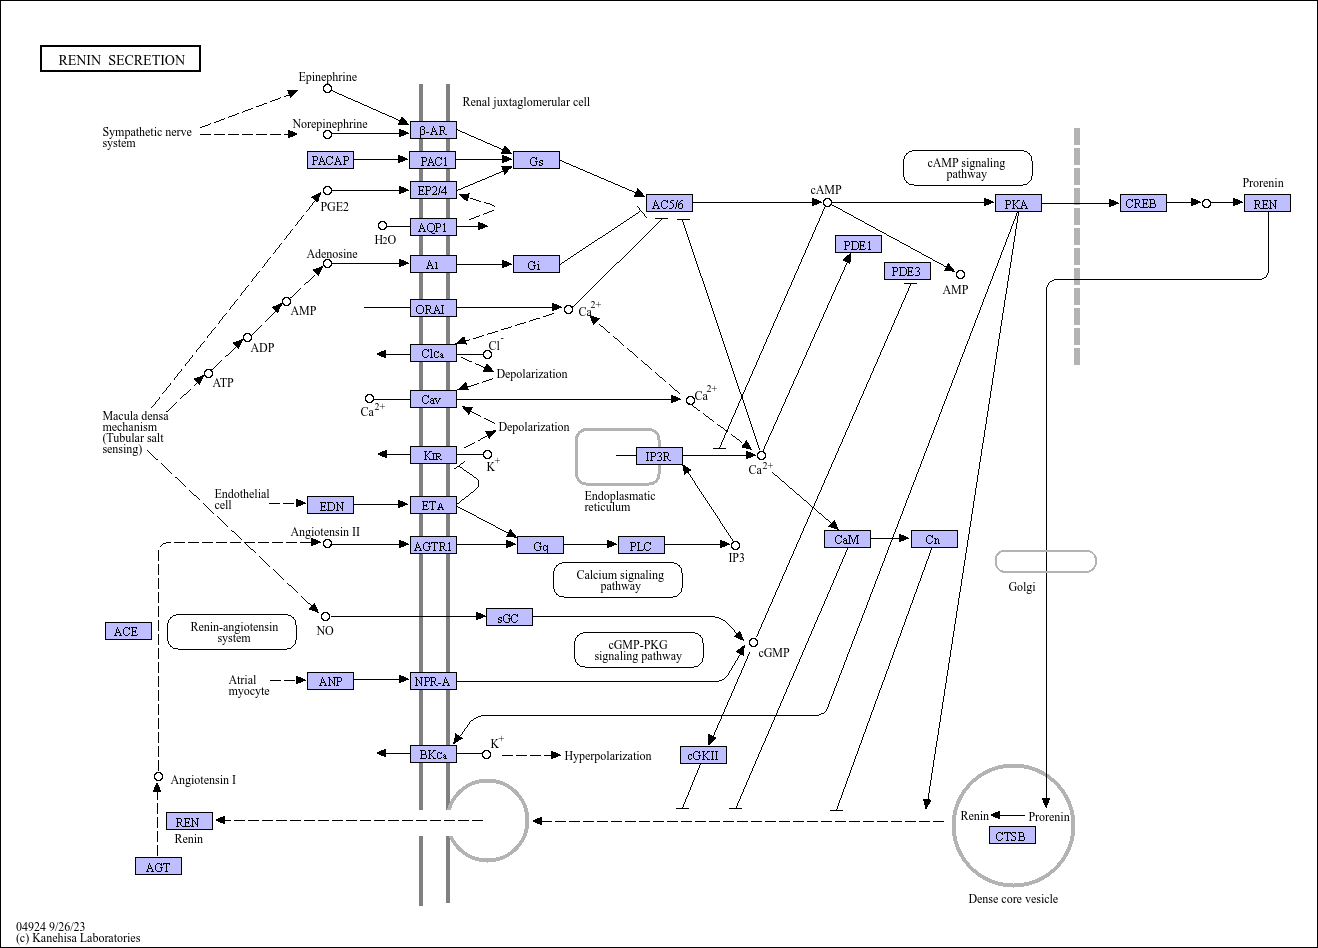 RENIN SECRETION
Epinephrine
Renal juxtaglomerular cell
Sympathetic nerve
system
Norepinephrine
β-AR
PACAP
PAC1
Gs
cAMP signaling
pathway
EP2/4
PGE2
AC5/6
cAMP
PKA
CREB
Prorenin
REN
AQP1
H2O
PDE1
Adenosine
A1
Gi
PDE3
AMP
AMP
ORAI
Ca2+
ADP
Clca
Cl-
Depolarization
ATP
Cav
Ca2+
Ca2+
Macula densa
mechanism
(Tubular salt
sensing)
Depolarization
KIR
K+
IP3R
Ca2+
Endoplasmatic
reticulum
Endothelial
cell
EDN
ETA
Angiotensin II
AGTR1
Gq
PLC
IP3
CaM
Cn
Calcium signaling
pathway
Golgi
NO
sGC
ACE
Renin-angiotensin
system
cGMP-PKG
signaling pathway
cGMP
Atrial
myocyte
ANP
NPR-A
BKCa
K+
Hyperpolarization
cGKII
Angiotensin I
REN
Renin
AGT
Renin
Prorenin
CTSB
Dense core vesicle
04924 9/26/23
(c) Kanehisa Laboratories